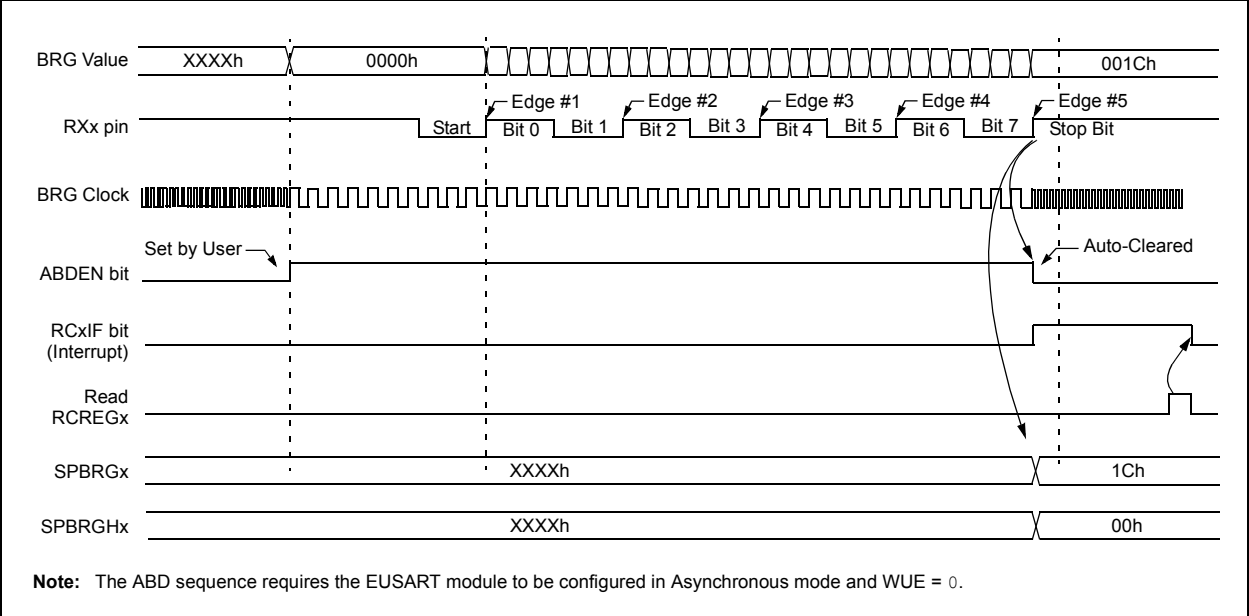 BRG Value XXXXh 0000h 001Ch
Edge #1 Edge #2 Edge #3 Edge #4 Edge #5
RXx pin Start Bit 0 Bit 1 Bit 2 Bit 3 Bit 4 Bit 5 Bit 6 Bit 7 Stop Bit
BRG Clock
Set by User Auto-Cleared
ABDEN bit
RCxIF bit
(Interrupt)
Read
RCREGx
SPBRGx XXXXh 1Ch
SPBRGHx XXXXh 00h
Note: The ABD sequence requires the EUSART module to be configured in Asynchronous mode and WUE = 0.